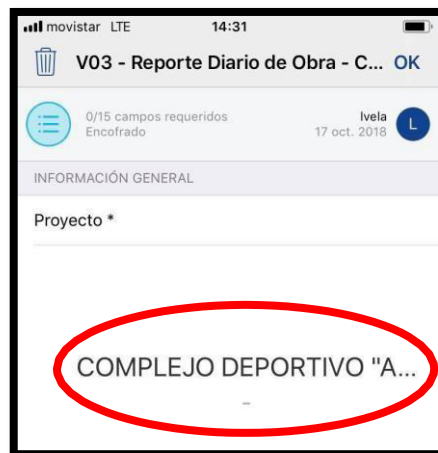 movistar LTE 14:31
V03 - Reporte Diario de Obra - C... OK
0/15 campos requeridos
Encofrado
lvela
17 oct. 2018
L
INFORMACIÓN GENERAL
Proyecto *
COMPLEJO DEPORTIVO "A...
–